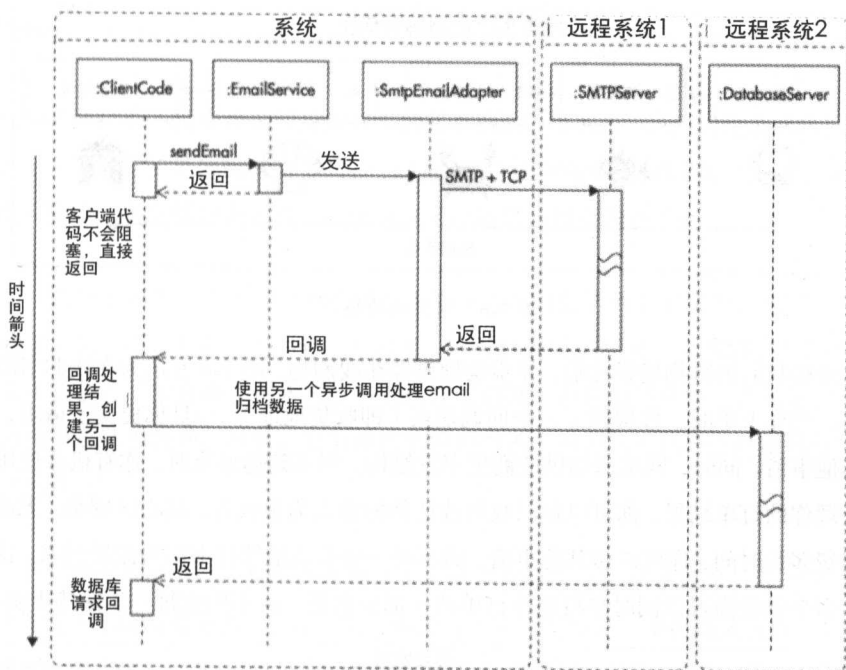 系统
远程系统1
远程系统2
:ClientCode
:EmailService
:SmtpEmailAdapter
:SMTPServer
:DatabaseServer
sendEmail
发送
返回
SMTP + TCP
客户端代
码不会阻
塞，直接
返回
时间箭头
返回
回调
回调处
理结
果，创
建另一
个回调
使用另一个异步调用处理email
归档数据
返回
数据库
请求回
调